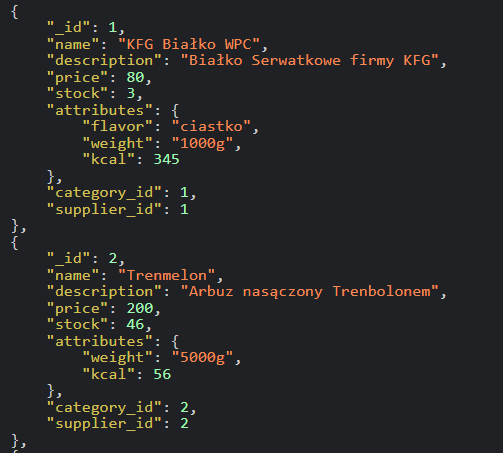 {
    "_id": 1,
    "name": "KFG Białko WPC",
    "description": "Białko Serwatkowe firmy KFG",
    "price": 80,
    "stock": 3,
    "attributes": {
        "flavor": "ciastko",
        "weight": "1000g",
        "kcal": 345
    },
    "category_id": 1,
    "supplier_id": 1
},
{
    "_id": 2,
    "name": "Trenmelon",
    "description": "Arbuz nasączony Trenbolonem",
    "price": 200,
    "stock": 46,
    "attributes": {
        "weight": "5000g",
        "kcal": 56
    },
    "category_id": 2,
    "supplier_id": 2
},